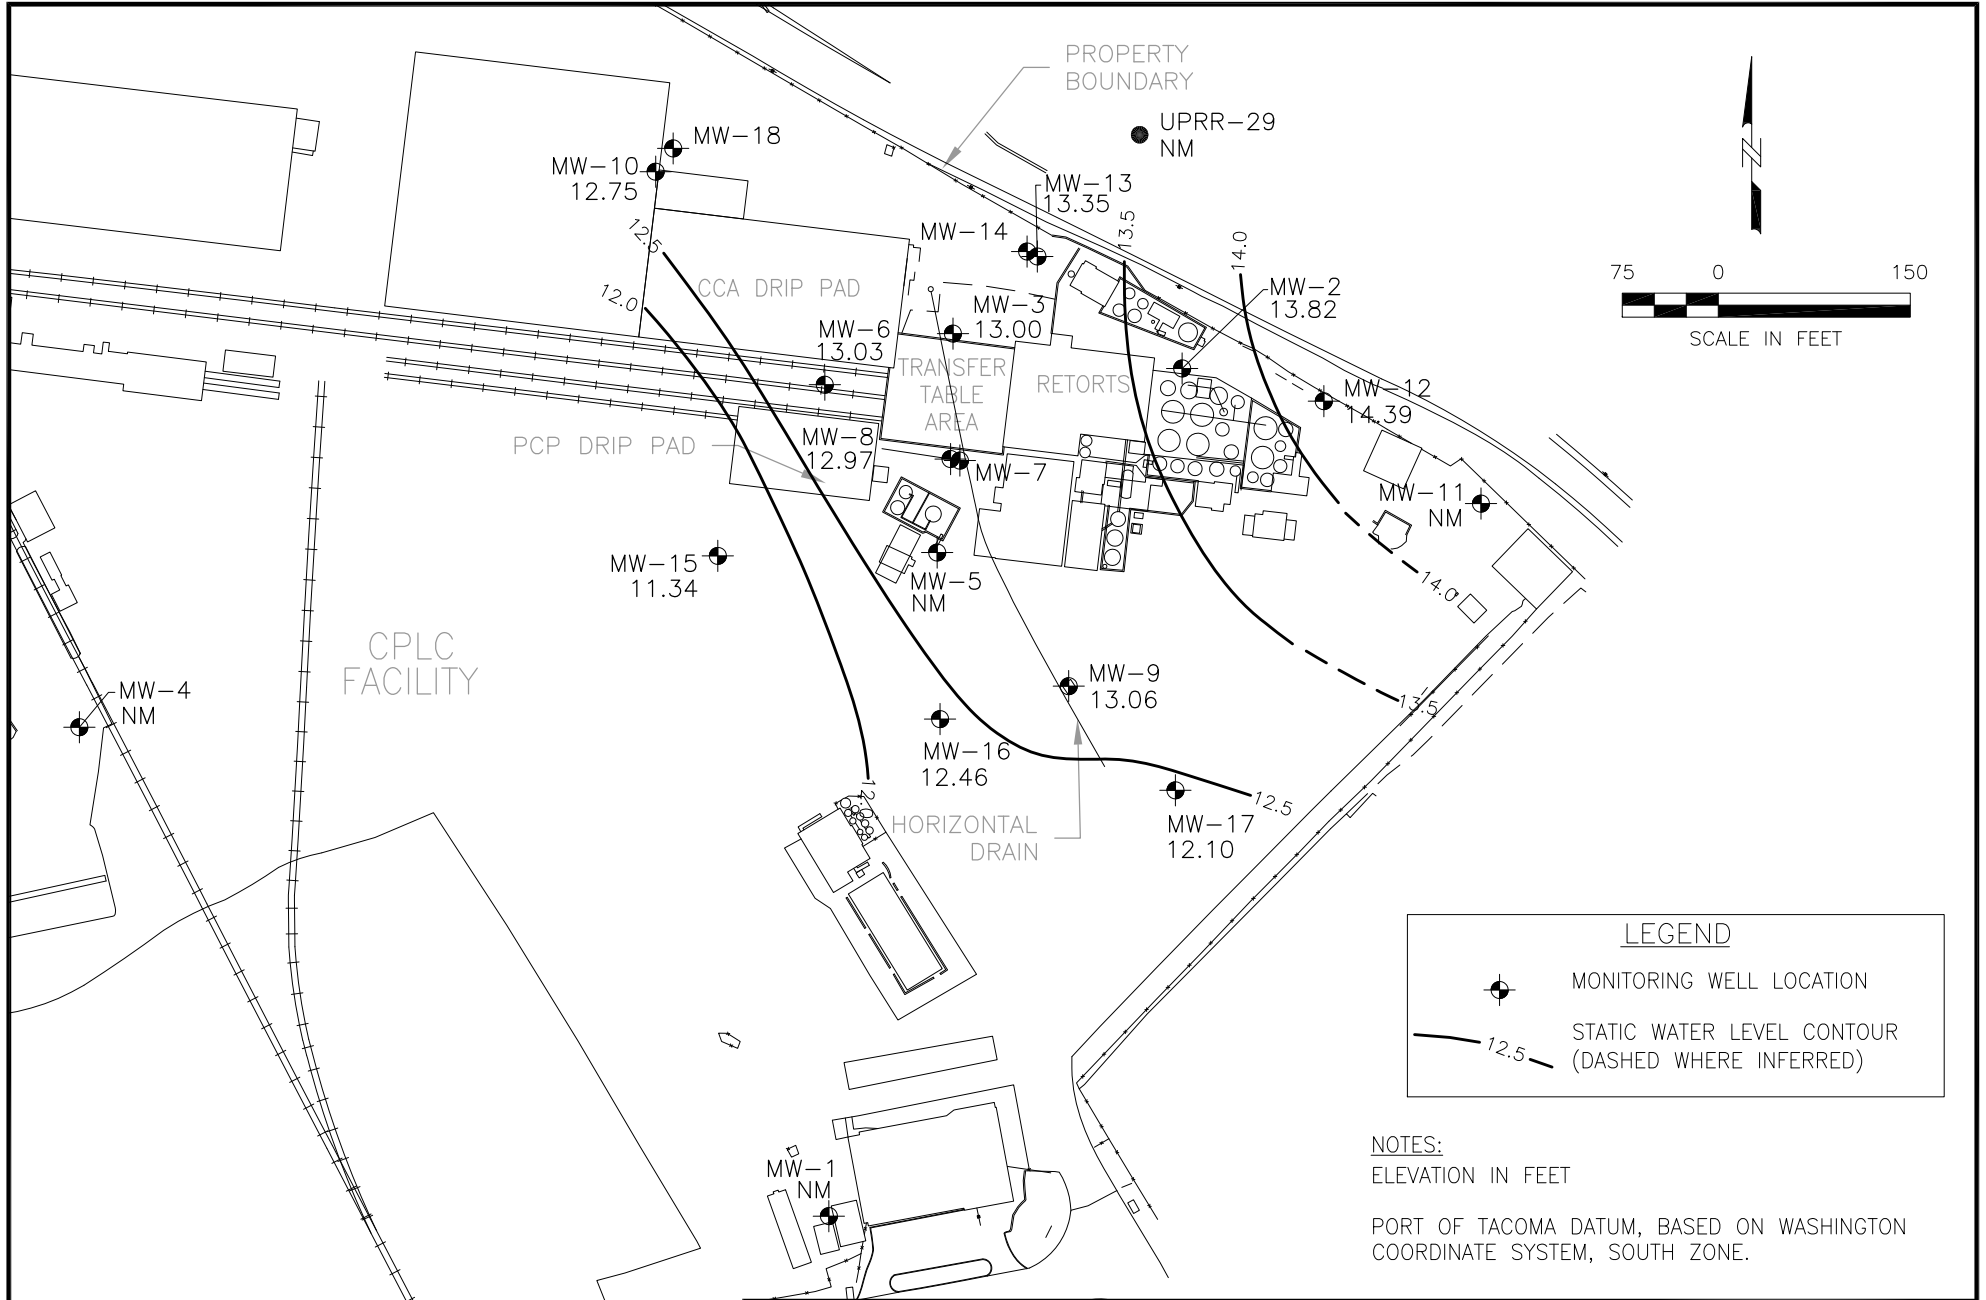 PROPERTY
BOUNDARY
UPRR-29
NM
MW-18
MW-10
12.75
MW-13
13.35
MW-14
12.5
13.5
14.0
75 0 150
SCALE IN FEET
N
CCA DRIP PAD
12.0
MW-3
13.00
MW-2
13.82
MW-6
13.03
TRANSFER
TABLE
AREA
RETORTS
MW-12
14.39
PCP DRIP PAD
MW-8
12.97
MW-7
MW-11
NM
MW-15
11.34
MW-5
NM
14.0
CPLC
FACILITY
MW-4
NM
MW-9
13.06
13.5
MW-16
12.46
12.0
12.5
HORIZONTAL
DRAIN
MW-17
12.10
LEGEND
MONITORING WELL LOCATION
12.5
STATIC WATER LEVEL CONTOUR
(DASHED WHERE INFERRED)
MW-1
NM
NOTES:
ELEVATION IN FEET
PORT OF TACOMA DATUM, BASED ON WASHINGTON
COORDINATE SYSTEM, SOUTH ZONE.